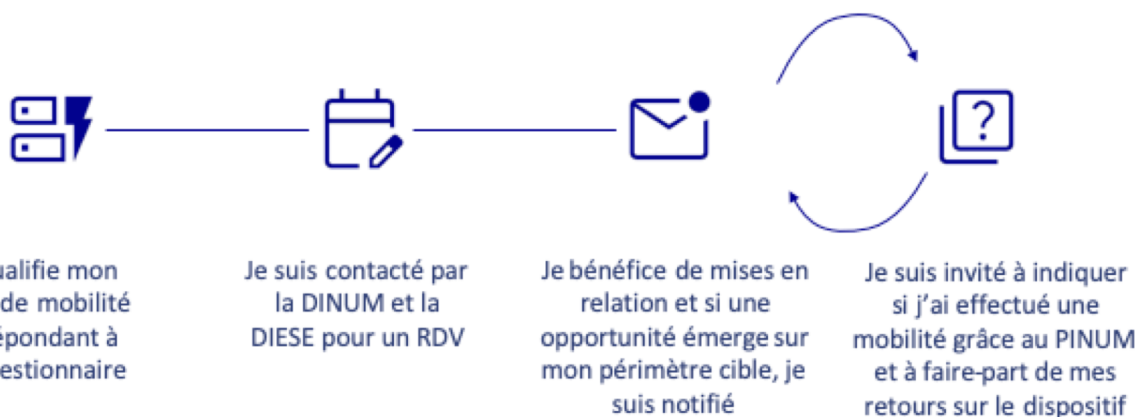 ualifie mon
de mobilité
épondant à
estionnaire
Je suis contacté par
la DINUM et la
DIESE pour un RDV
Je bénéfice de mises en
relation et si une
opportunité émerge sur
mon périmètre cible, je
suis notifié
Je suis invité à indiquer
si j'ai effectué une
mobilité grâce au PINUM
et à faire-part de mes
retours sur le dispositif